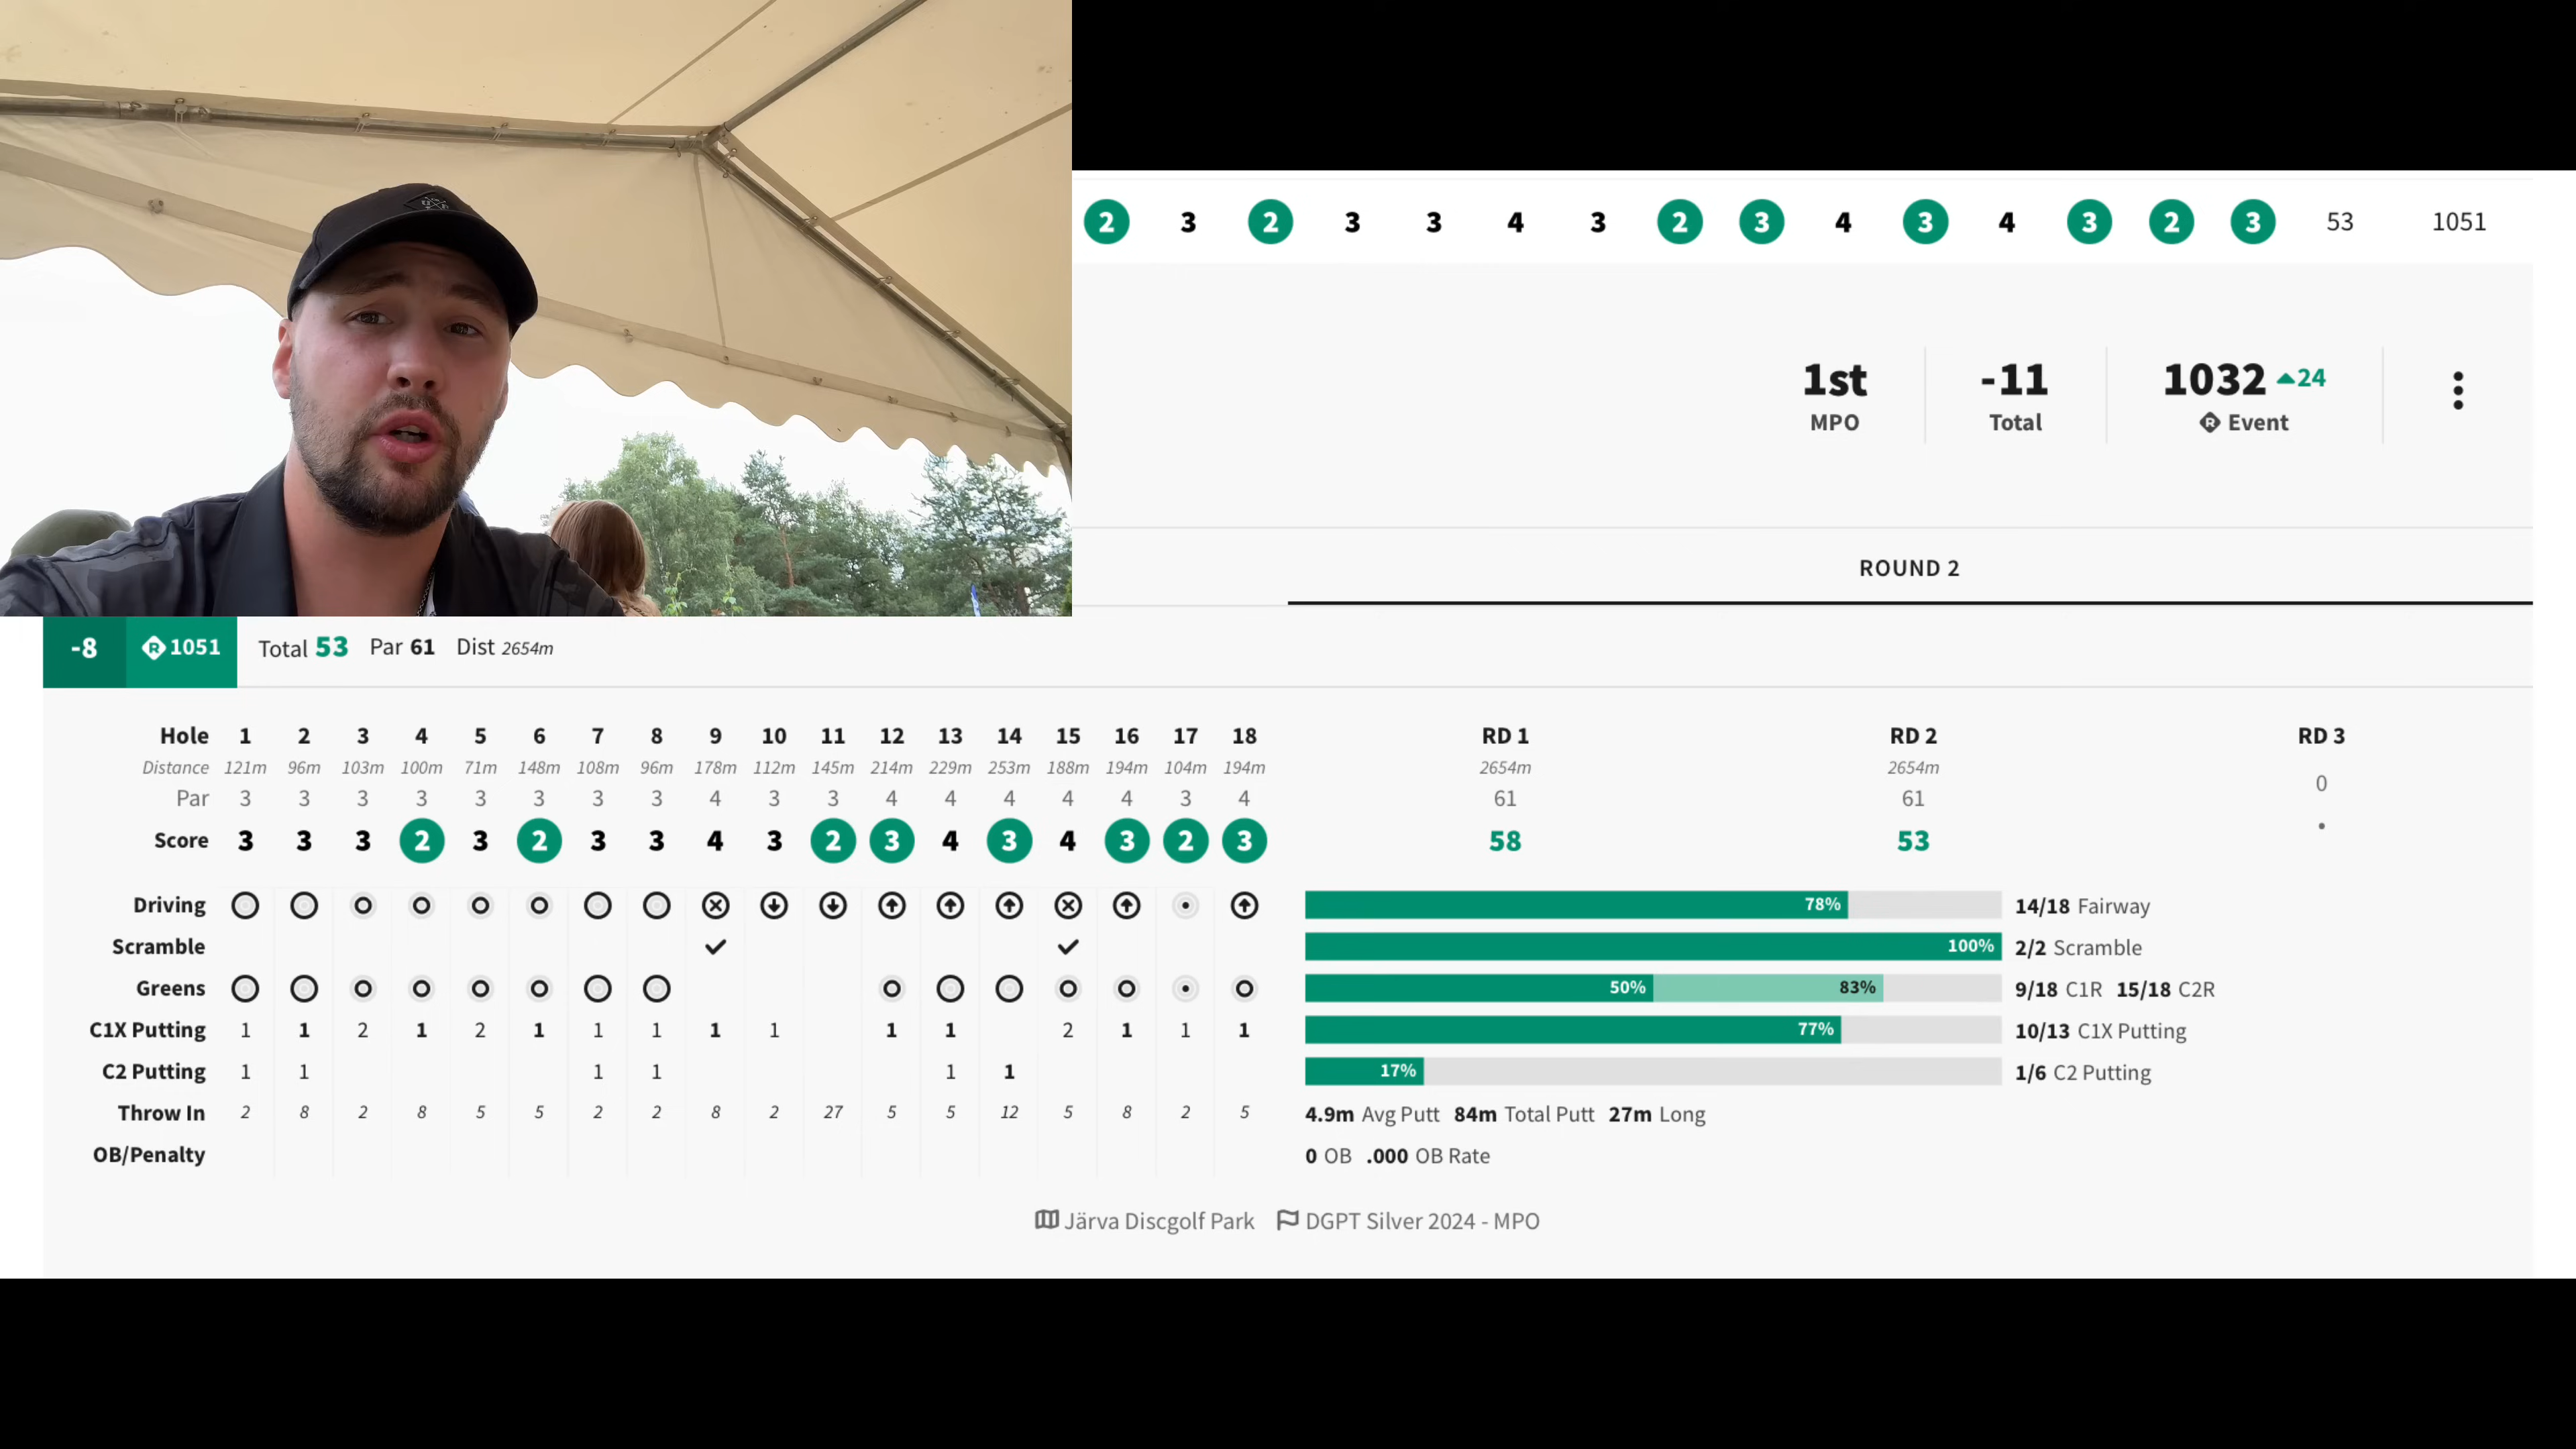 2 3 2 3 3 4 3 2 3 4 3 4 3 2 3 53 1051
1st -11 1032 24
MPO Total Event
ROUND 2
-8 1051 Total 53 Par 61 Dist 2654m
Hole 1 2 3 4 5 6 7 8 9 10 11 12 13 14 15 16 17 18 RD 1 RD 2 RD 3
Distance 121m 96m 103m 100m 71m 148m 108m 96m 178m 112m 145m 214m 229m 253m 188m 194m 104m 194m 2654m 2654m 0
Par 3 3 3 3 3 3 3 3 4 3 3 4 4 4 4 4 3 4 61 61
Score 3 3 3 2 3 2 3 3 4 3 2 3 4 3 4 3 2 3 58 53
Driving 78% 14/18 Fairway
Scramble 100% 2/2 Scramble
Greens 50% 83% 9/18 C1R 15/18 C2R
C1X Putting 1 1 2 1 2 1 1 1 1 1 1 1 2 1 1 1 77% 10/13 C1X Putting
C2 Putting 1 1 1 1 1 1 17% 1/6 C2 Putting
Throw In 2 8 2 8 5 5 2 2 8 2 27 5 5 12 5 8 2 5 4.9m Avg Putt 84m Total Putt 27m Long
OB/Penalty 0 OB .000 OB Rate
Järva Discgolf Park DGPT Silver 2024 - MPO